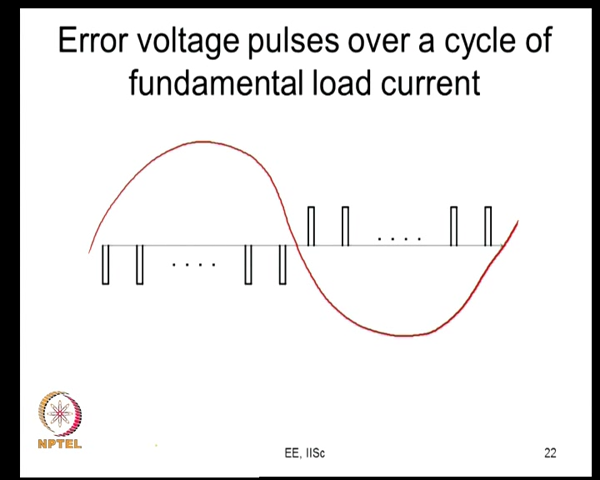 Error voltage pulses over a cycle of
fundamental load current
NPTEL
EE, IISc
22